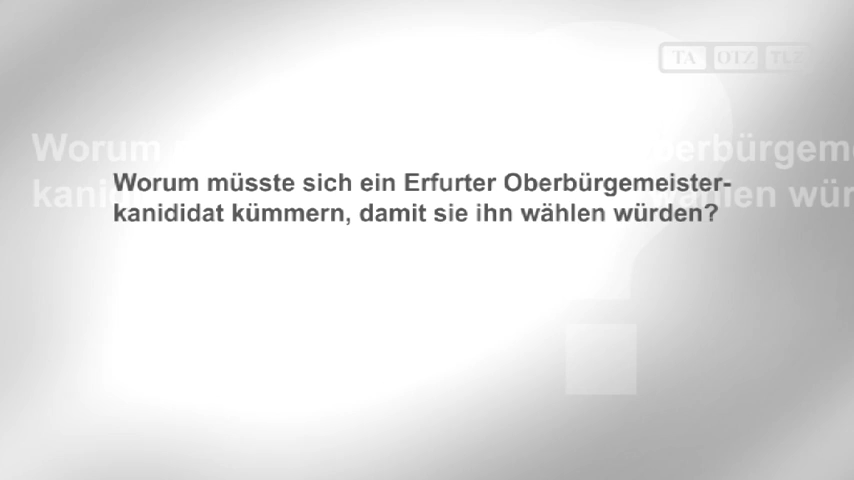 TA OTZ TLZ
Worum müsste sich ein Erfurter Oberbürgemeister-
kanididat kümmern, damit sie ihn wählen würden?